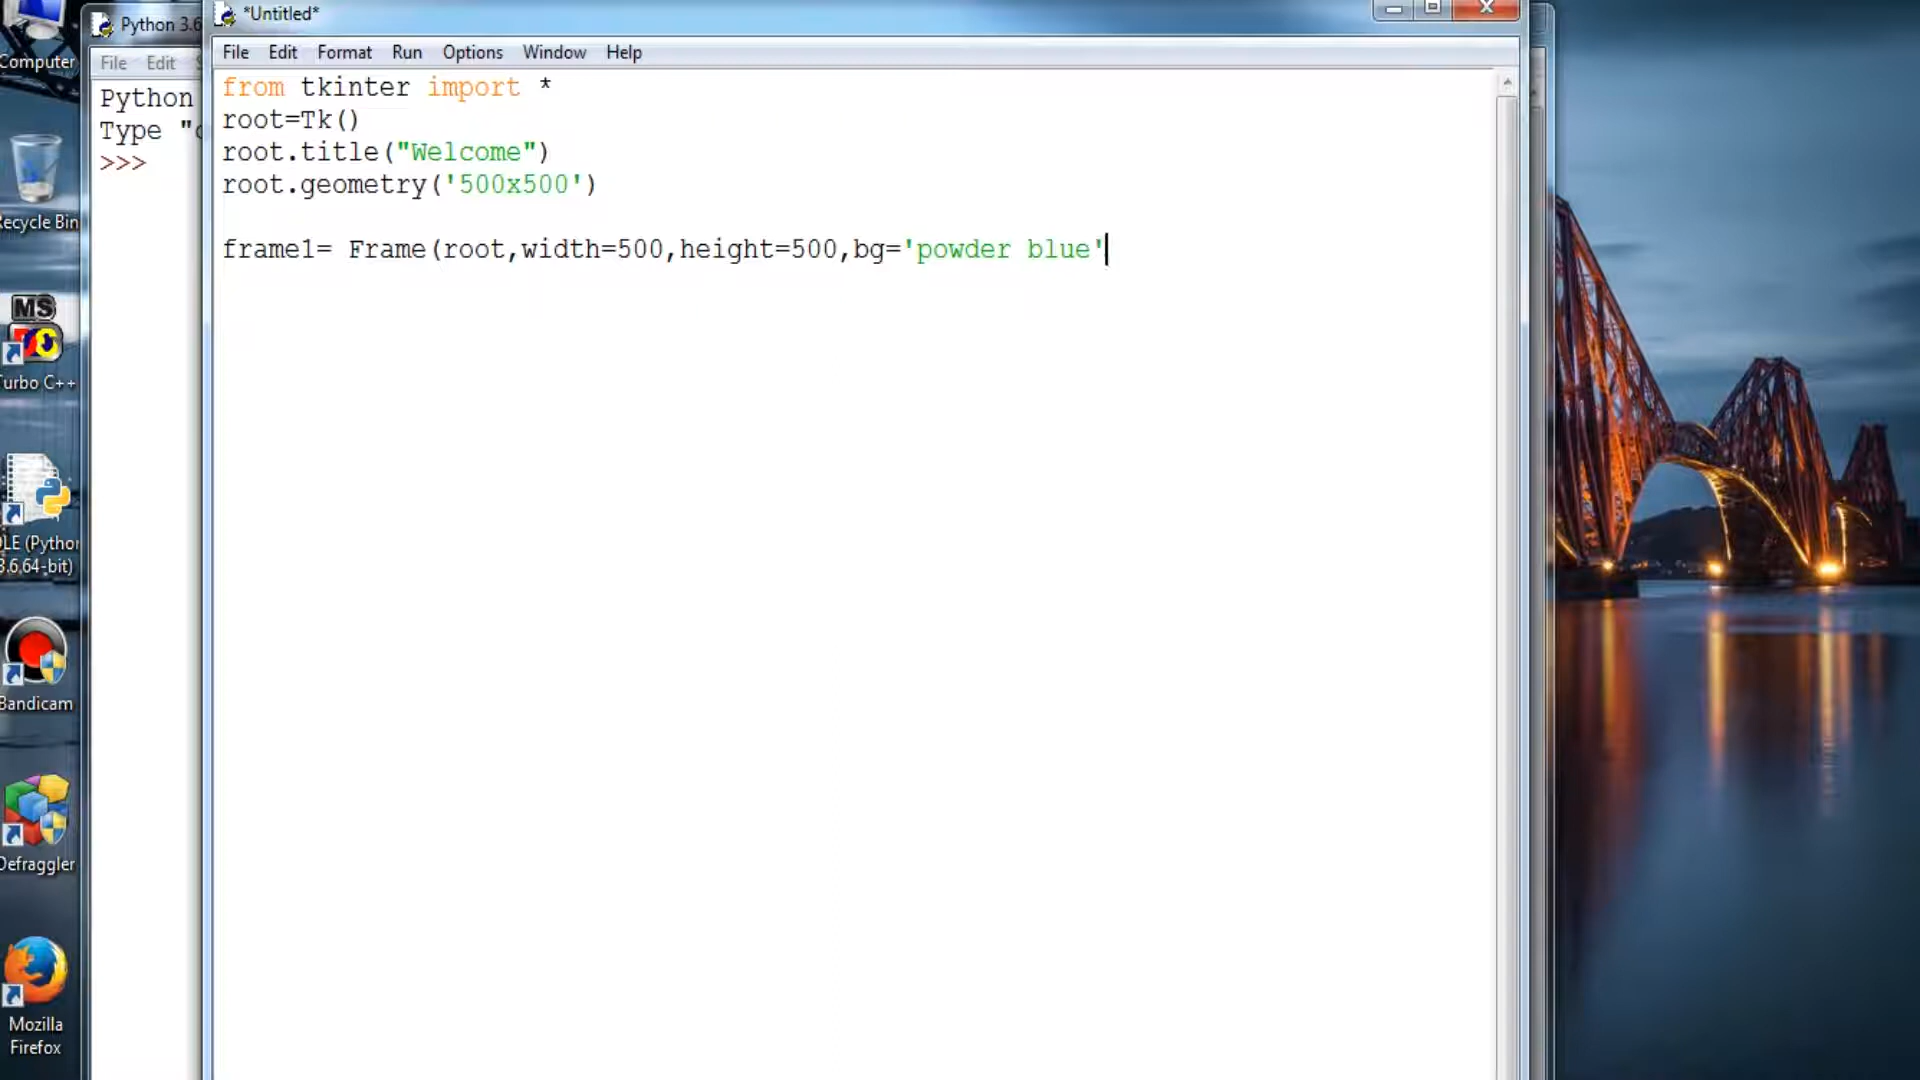 *Untitled*
File Edit Format Run Options Window Help
from tkinter import *
root=Tk()
root.title("Welcome")
root.geometry('500x500')
frame1= Frame(root,width=500,height=500,bg='powder blue'
Python 3.6
File Edit
Python
Type "
>>>
Computer
Recycle Bin
MS
Turbo C++
IDLE (Python
3.6 64-bit)
Bandicam
Defraggler
Mozilla
Firefox